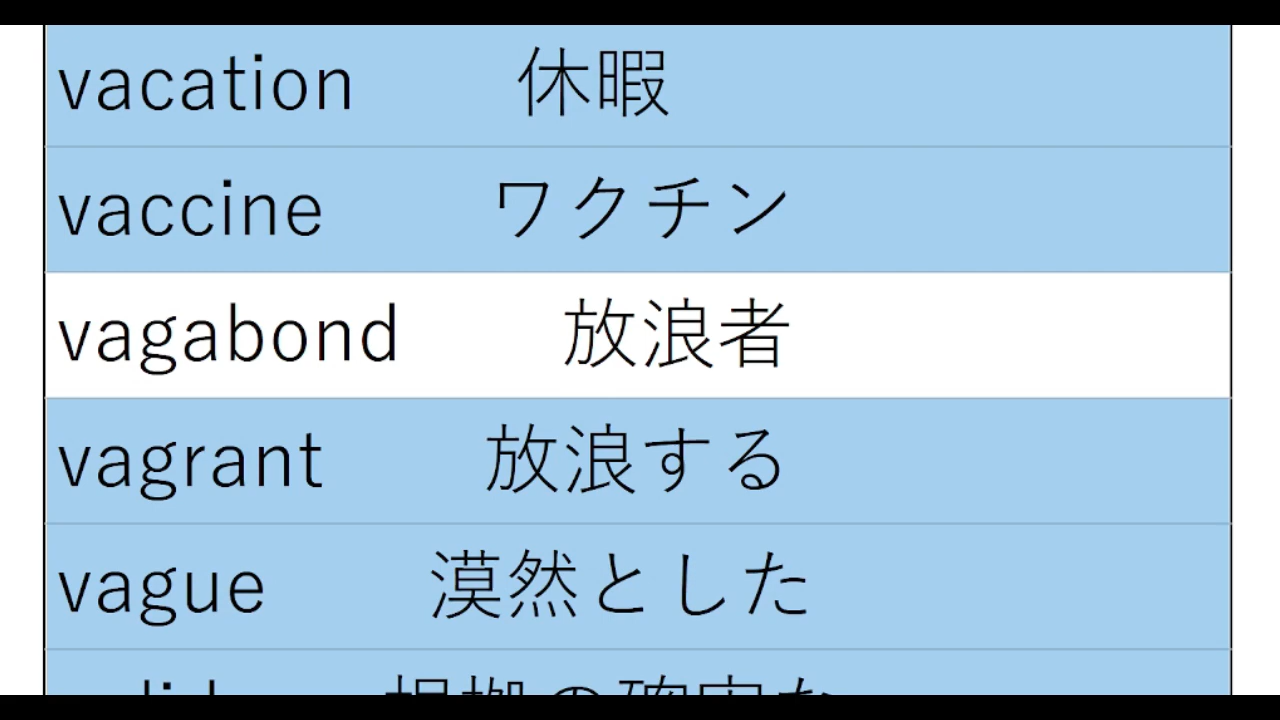 vacation 休暇
vaccine ワクチン
vagabond 放浪者
vagrant 放浪する
vague 漠然とした